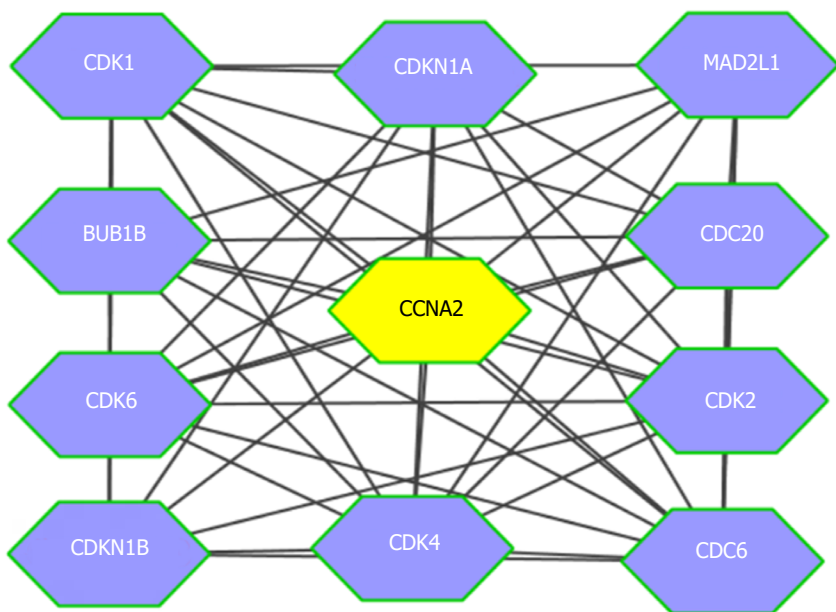 CDK1
CDKN1A
MAD2L1
BUB1B
CDC20
CCNA2
CDK6
CDK2
CDKN1B
CDK4
CDC6